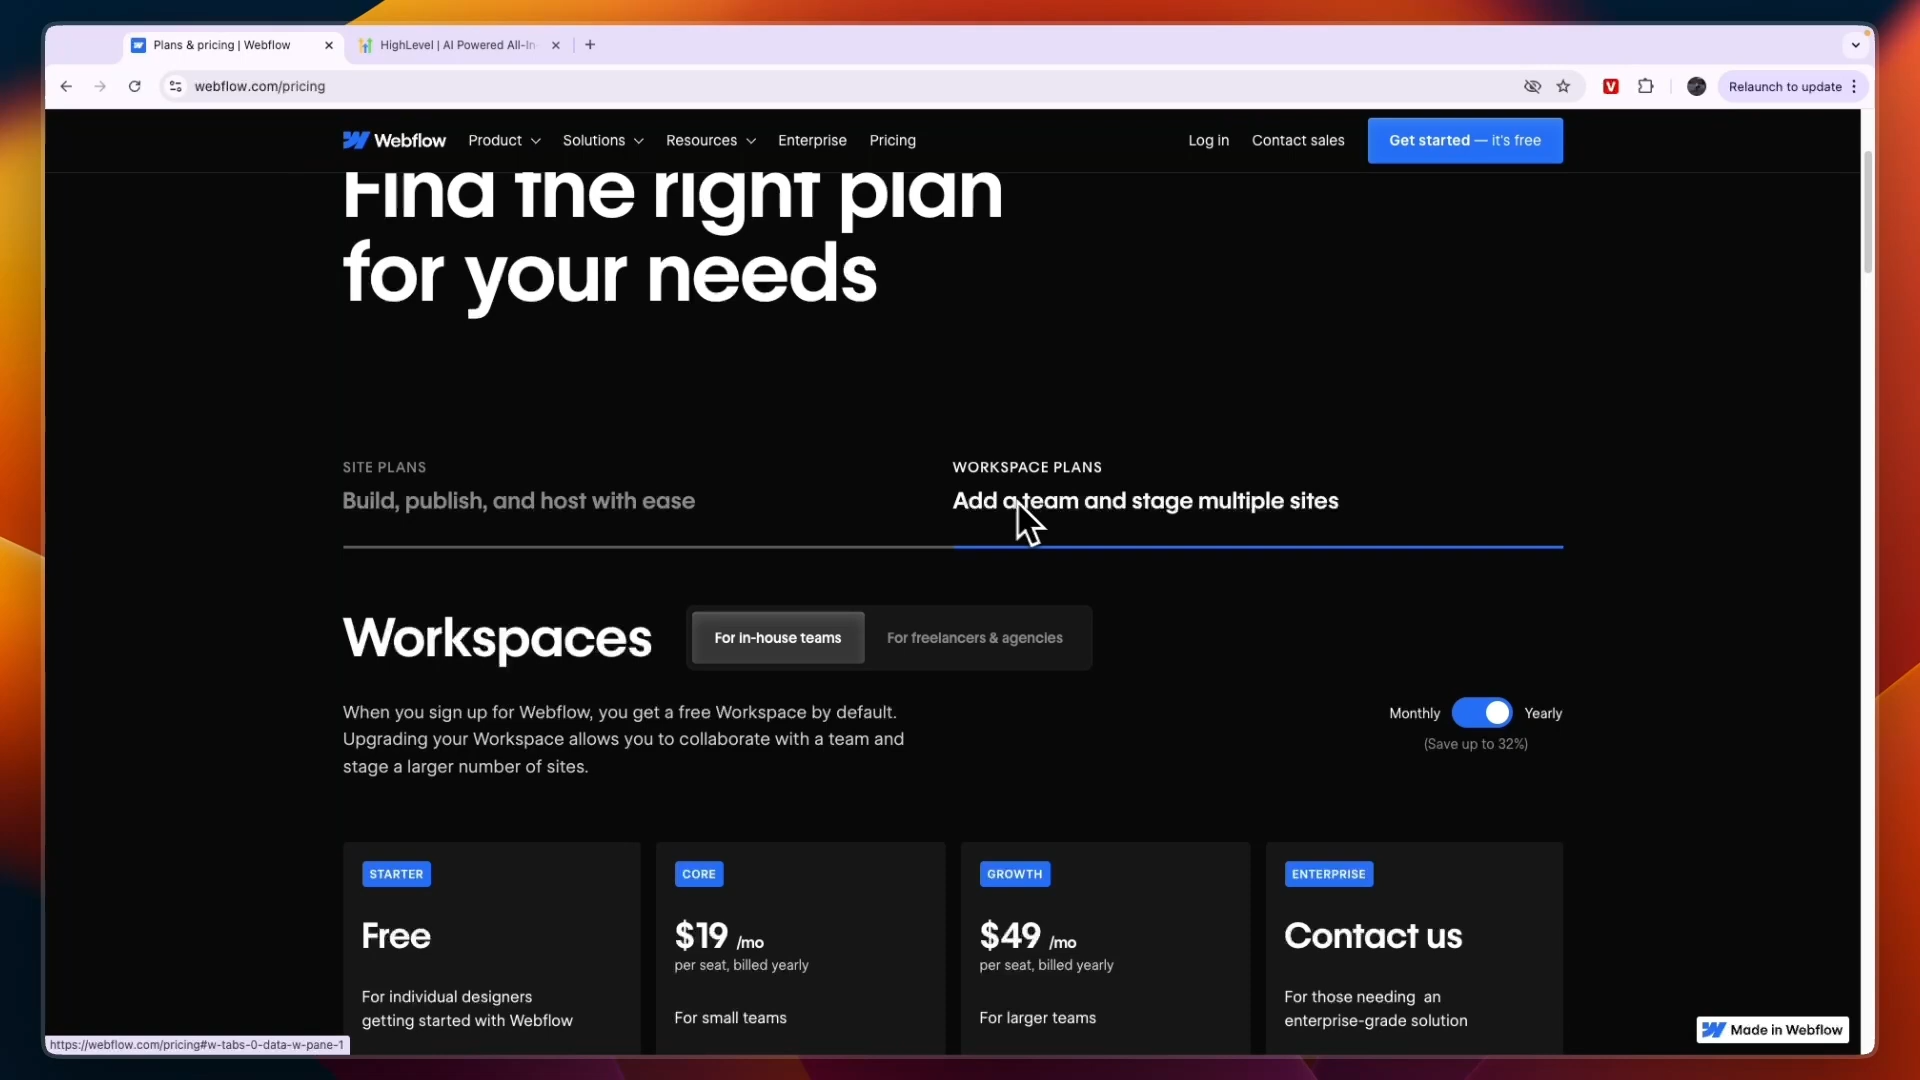 Plans & pricing | Webflow
HighLevel | AI Powered All-In
webflow.com/pricing
Relaunch to update
Webflow
Product
Solutions
Resources
Enterprise
Pricing
Log in
Contact sales
Get started — it's free
Find the right plan
for your needs
SITE PLANS
Build, publish, and host with ease
WORKSPACE PLANS
Add a team and stage multiple sites
Workspaces
For in-house teams
For freelancers & agencies
When you sign up for Webflow, you get a free Workspace by default.
Upgrading your Workspace allows you to collaborate with a team and
stage a larger number of sites.
Monthly
Yearly
(Save up to 32%)
STARTER
Free
For individual designers
getting started with Webflow
CORE
$19 /mo
per seat, billed yearly
For small teams
GROWTH
$49 /mo
per seat, billed yearly
For larger teams
ENTERPRISE
Contact us
For those needing an
enterprise-grade solution
Made in Webflow
https://webflow.com/pricing#w-tabs-0-data-w-pane-1